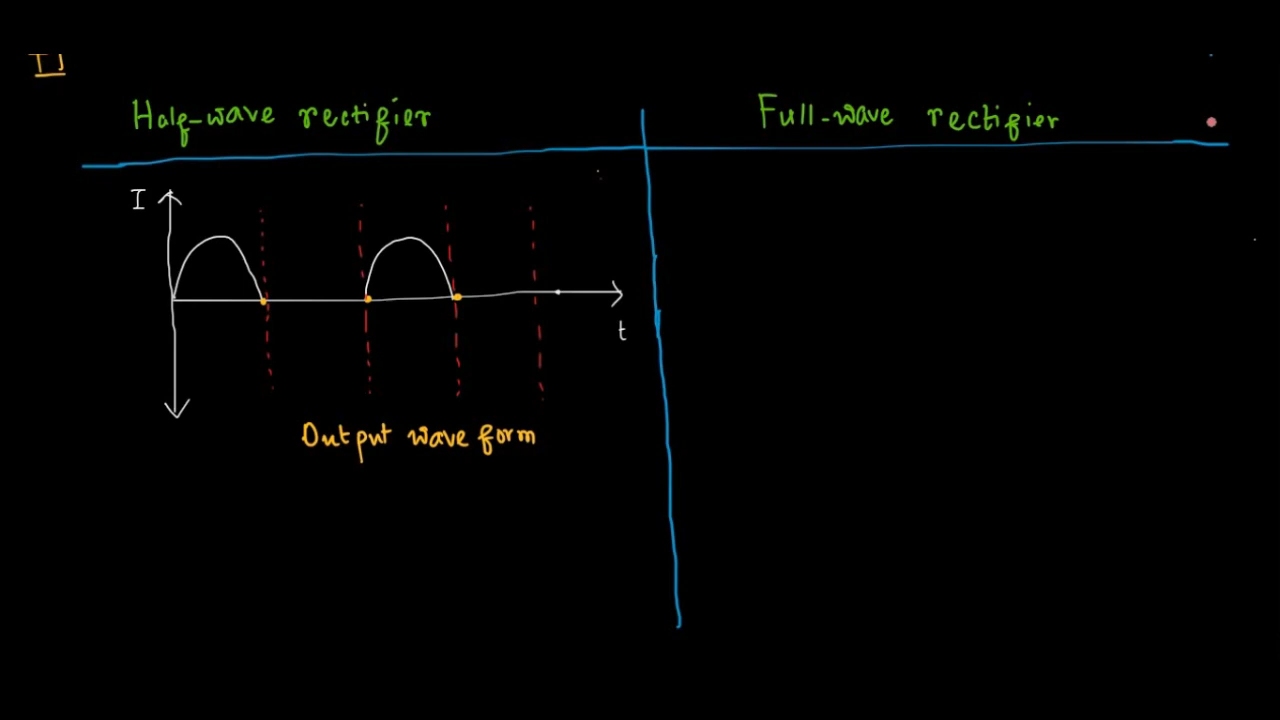 Half-wave rectifier
Full-wave rectifier
I
t
Output wave form